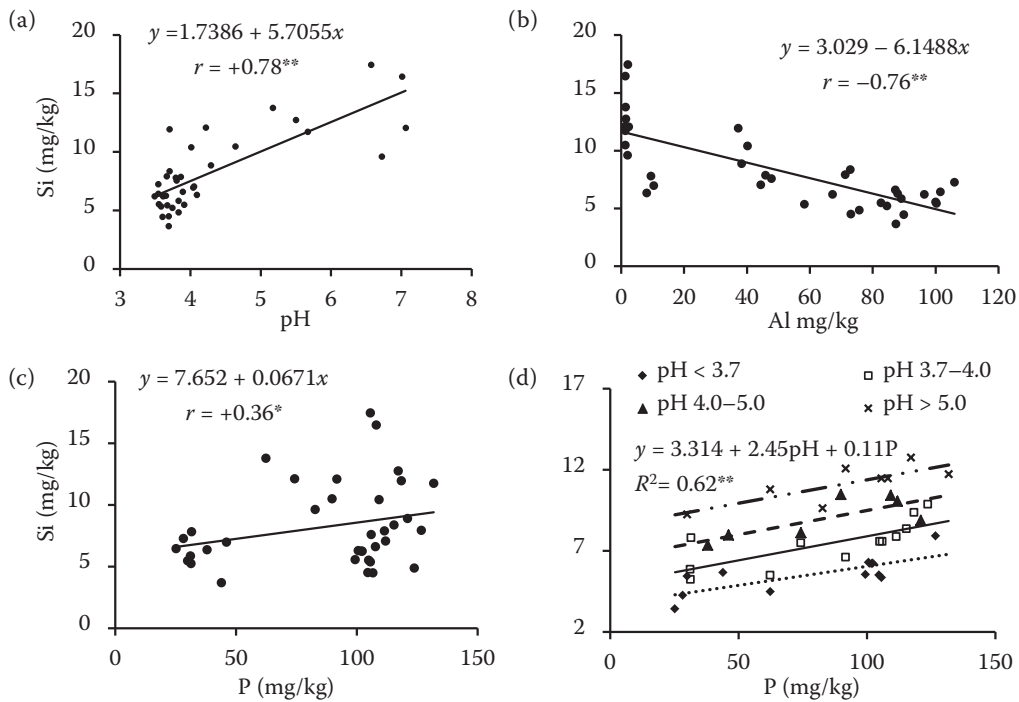 (a)
y =1.7386 + 5.7055x
r = +0.78**
Si (mg/kg)
20
15
10
5
0
3 4 5 6 7 8
pH
(b)
y = 3.029 – 6.1488x
r = –0.76**
20
15
10
5
0
0 20 40 60 80 100 120
Al mg/kg
(c)
y = 7.652 + 0.0671x
r = +0.36*
Si (mg/kg)
20
15
10
5
0
0 50 100 150
P (mg/kg)
(d)
pH < 3.7 pH 3.7–4.0
pH 4.0–5.0 pH > 5.0
y = 3.314 + 2.45pH + 0.11P
R²= 0.62**
17
12
7
2
0 50 100 150
P (mg/kg)